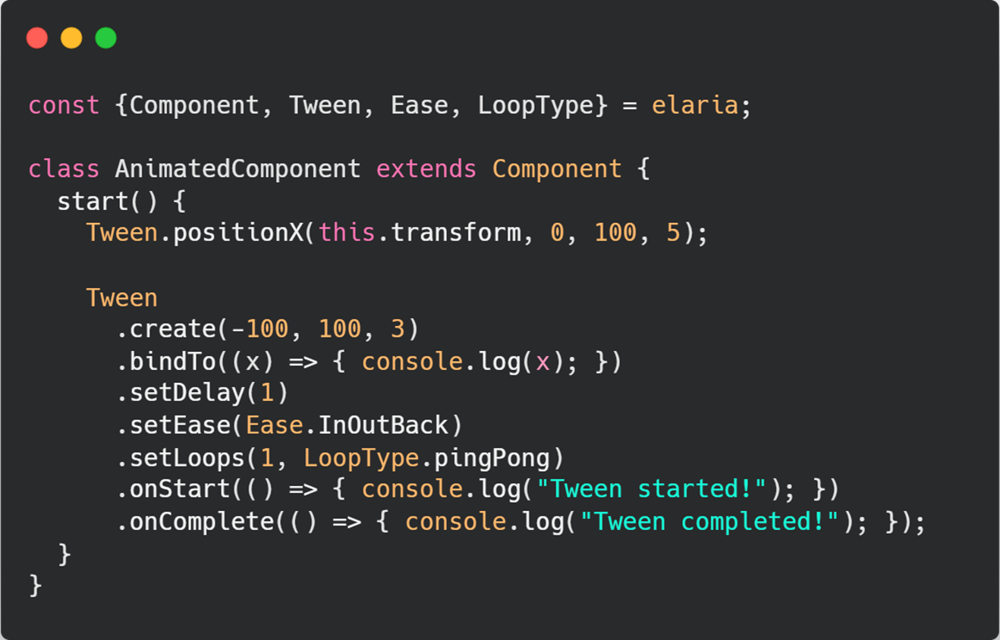 const {Component, Tween, Ease, LoopType} = elaria;
class AnimatedComponent extends Component {
start() {
Tween.positionX(this.transform, 0, 100, 5);
Tween
.create(-100, 100, 3)
.bindTo((x) => { console.log(x); })
.setDelay(1)
.setEase(Ease.InOutBack)
.setLoops(1, LoopType.pingPong)
.onStart(() => { console.log("Tween started!"); })
.onComplete(() => { console.log("Tween completed!"); });
}
}